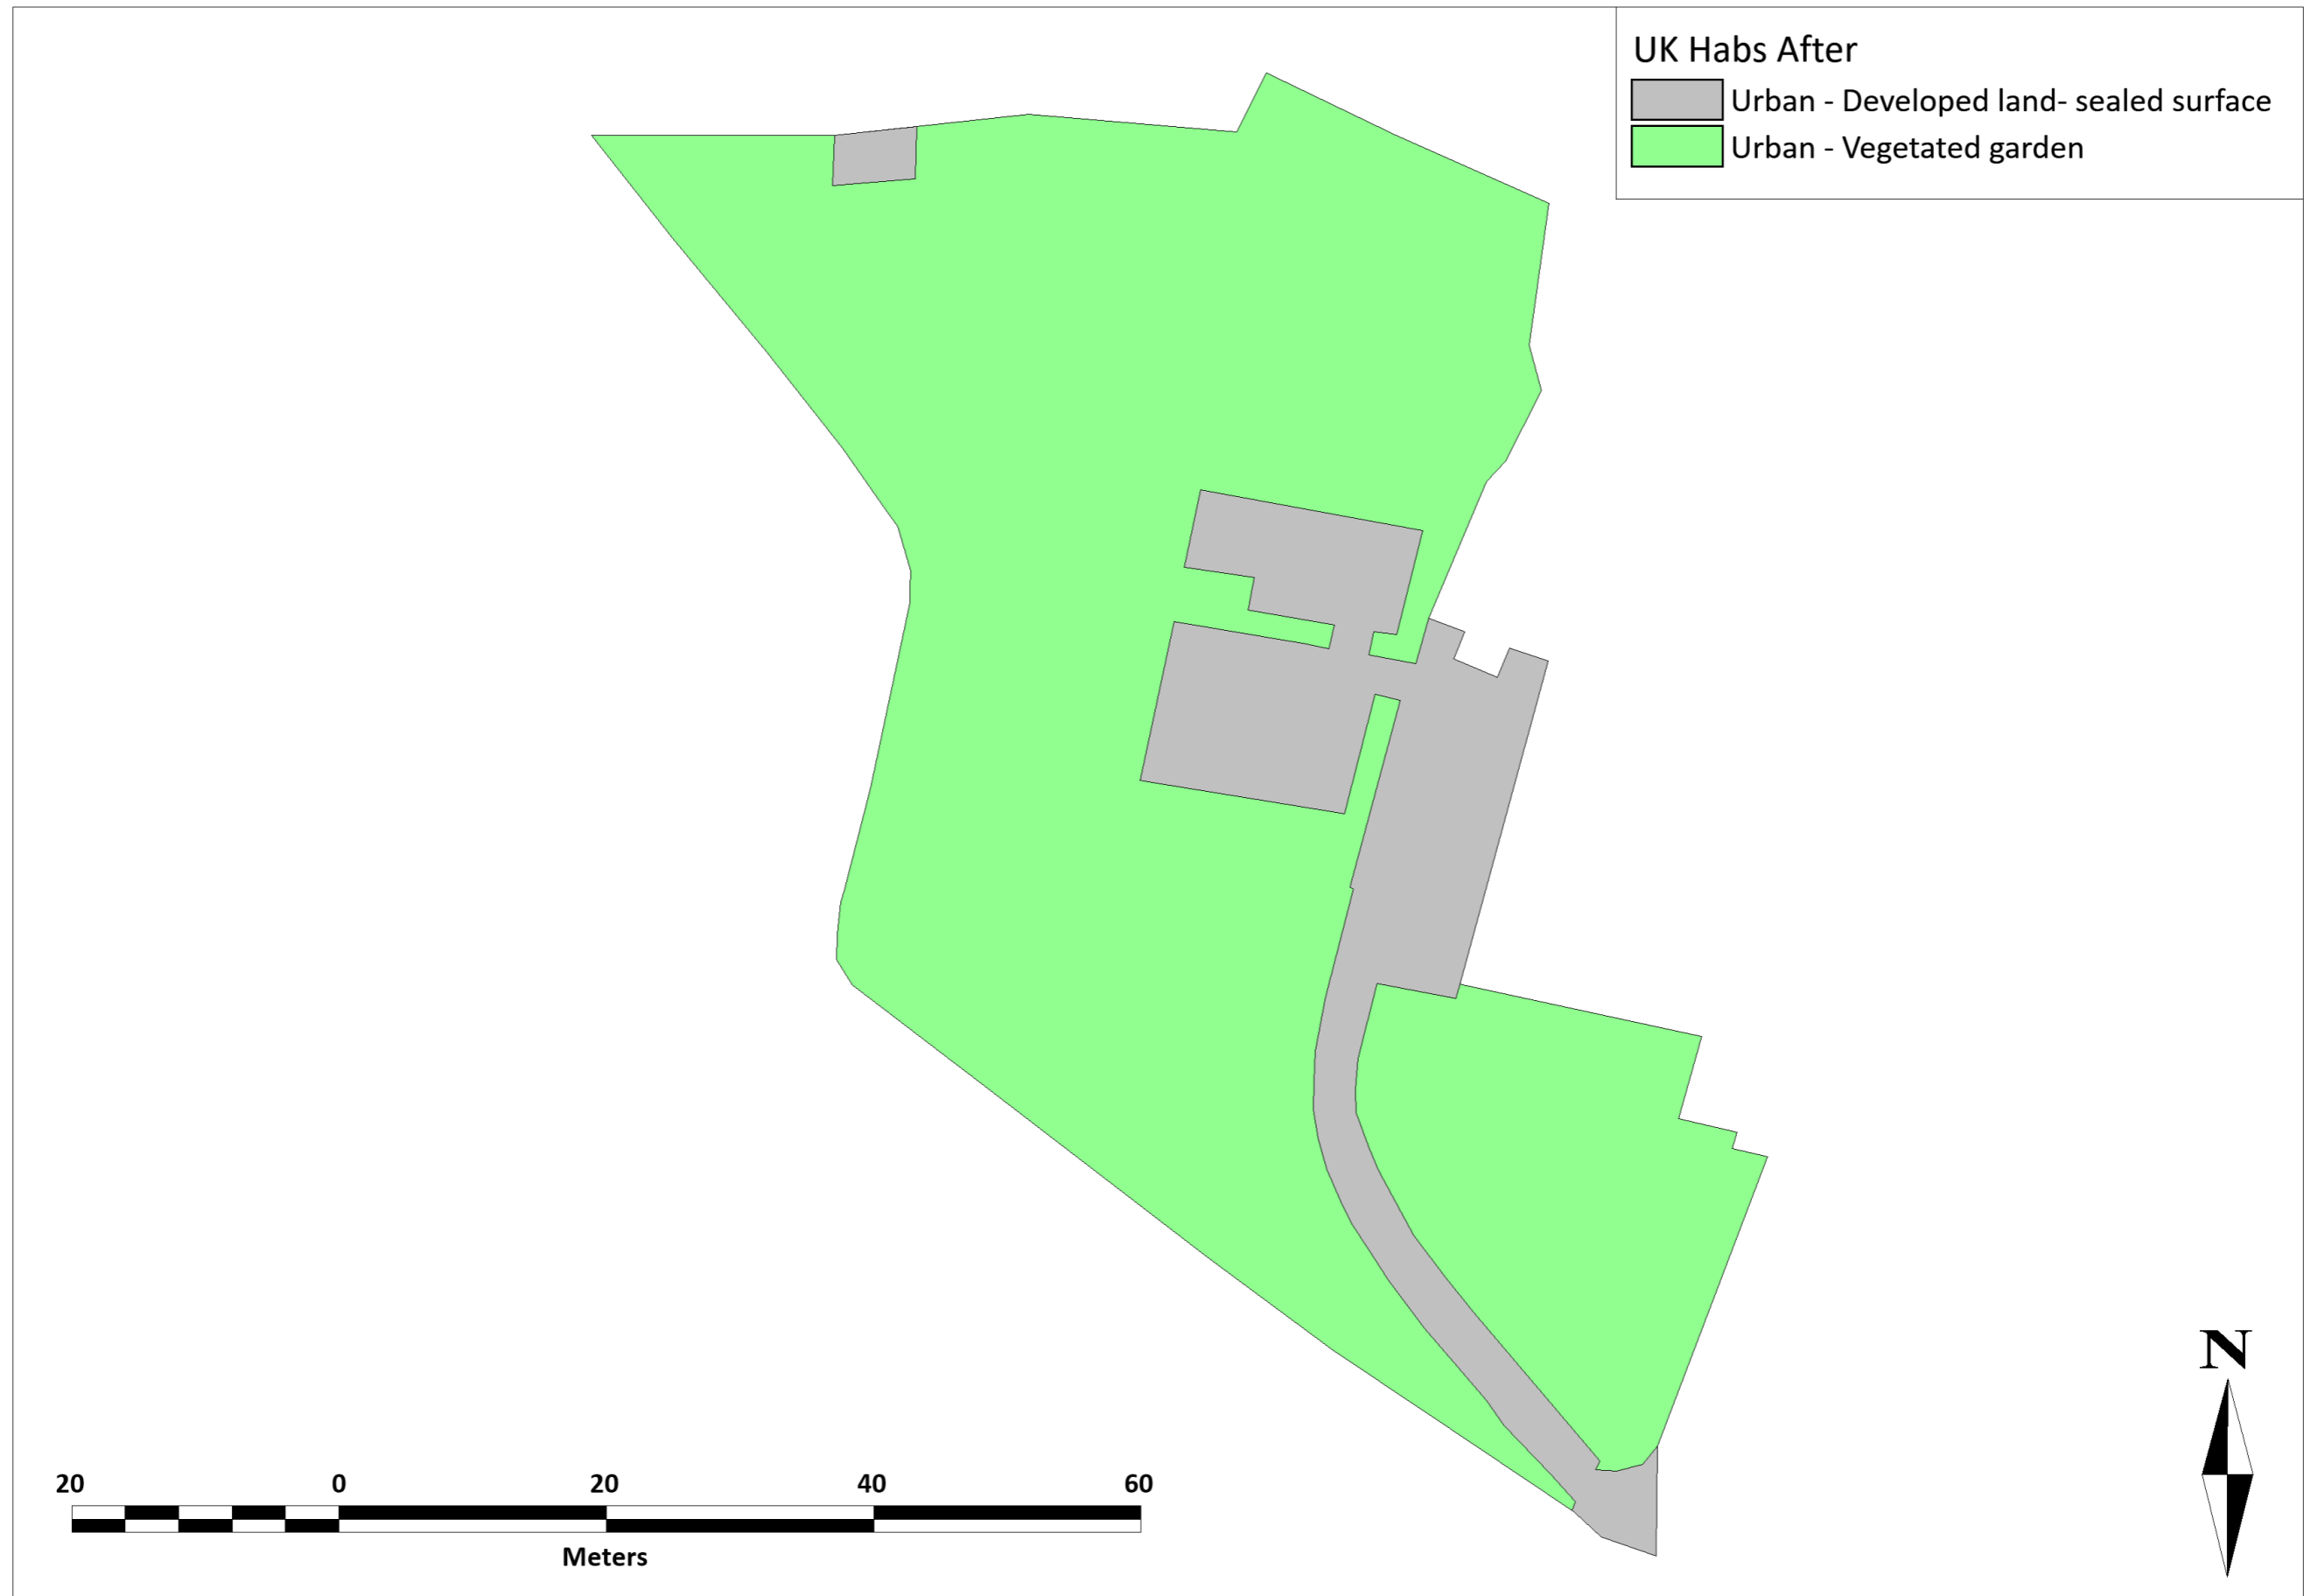 UK Habs After
Urban - Developed land- sealed surface
Urban - Vegetated garden
N
20 0 20 40 60
Meters